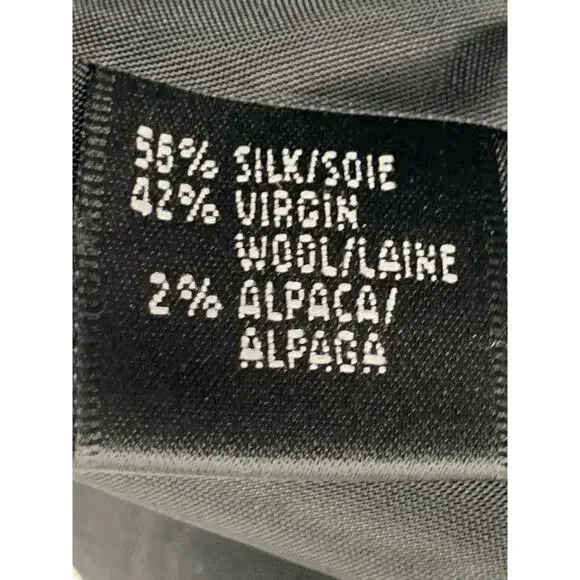 56% SILK/SOIE
42% VIRGIN
WOOL/LAINE
2% ALPACA/
ALPAGA